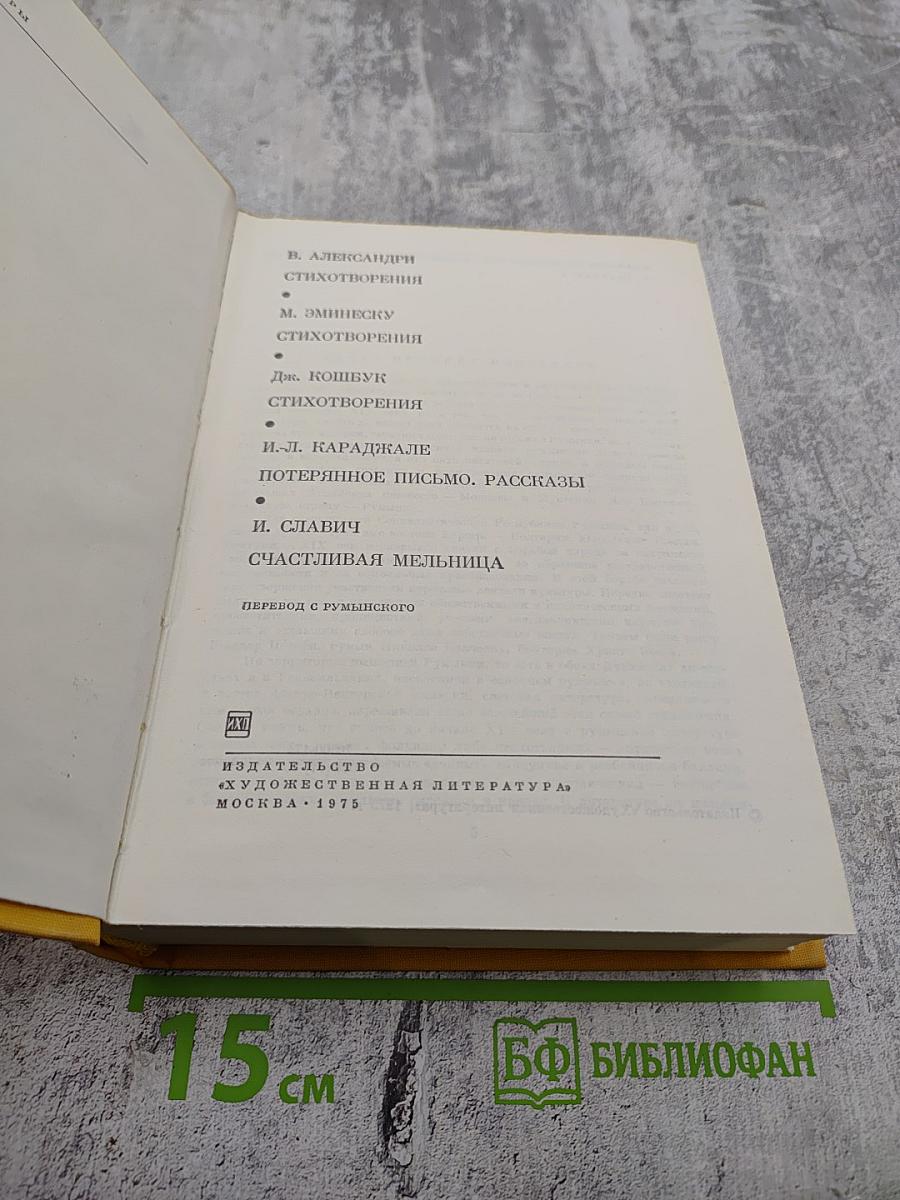 В. АЛЕКСАНДРИ
СТИХОТВОРЕНИЯ
•
М. ЭМИНЕСКУ
СТИХОТВОРЕНИЯ
•
Дж. КОШБУК
СТИХОТВОРЕНИЯ
•
И.-Л. КАРАДЖАЛЕ
ПОТЕРЯННОЕ ПИСЬМО. РАССКАЗЫ
•
И. СЛАВИЧ
СЧАСТЛИВАЯ МЕЛЬНИЦА
ПЕРЕВОД С РУМЫНСКОГО
ИХЛ
ИЗДАТЕЛЬСТВО
«ХУДОЖЕСТВЕННАЯ ЛИТЕРАТУРА»
МОСКВА • 1975
15 см
БФ БИБЛИОФАН